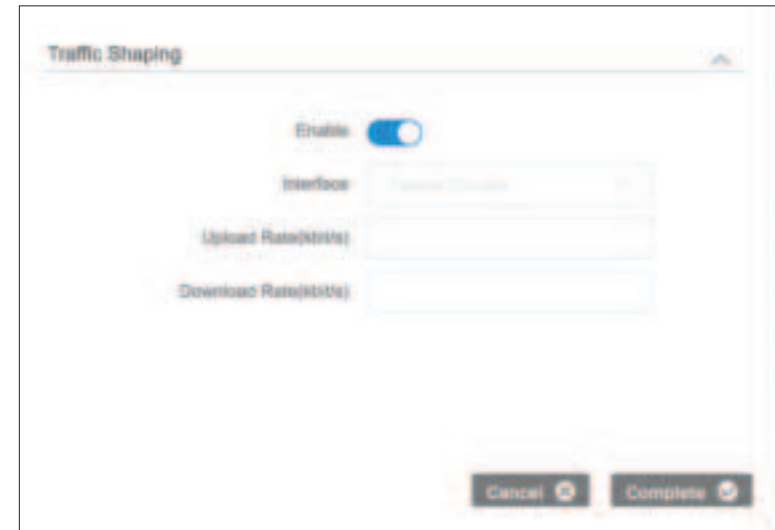 Traffic Shaping
Enable
Interface
Upload Rate(kbit/s)
Download Rate(kbit/s)
Cancel
Complete